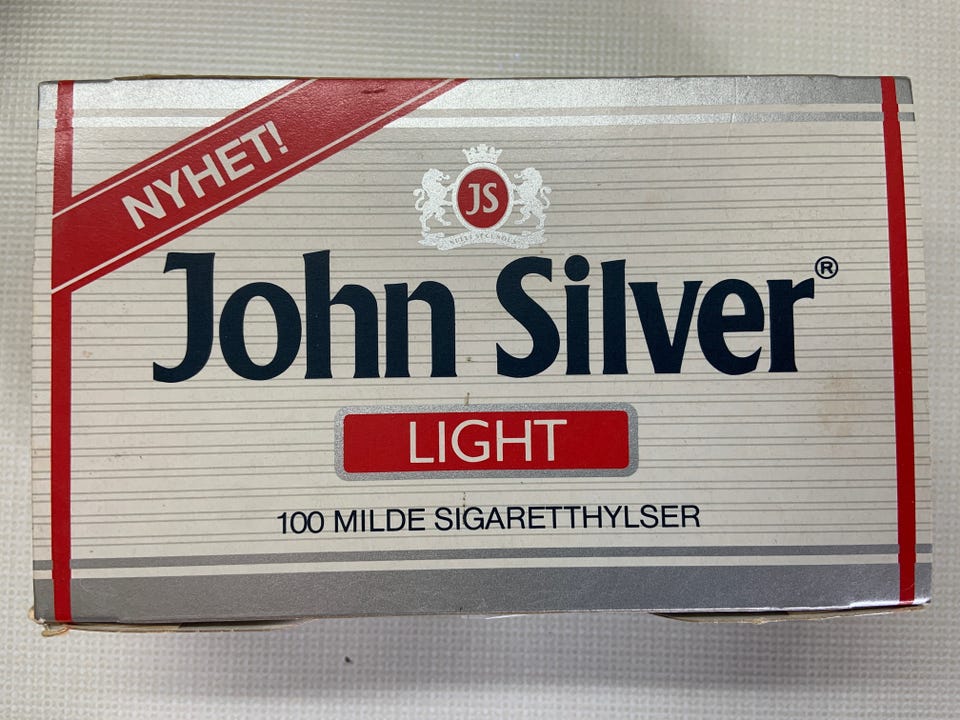 NYHET!
JS
John Silver®
LIGHT
100 MILDE SIGARETTHYLSER